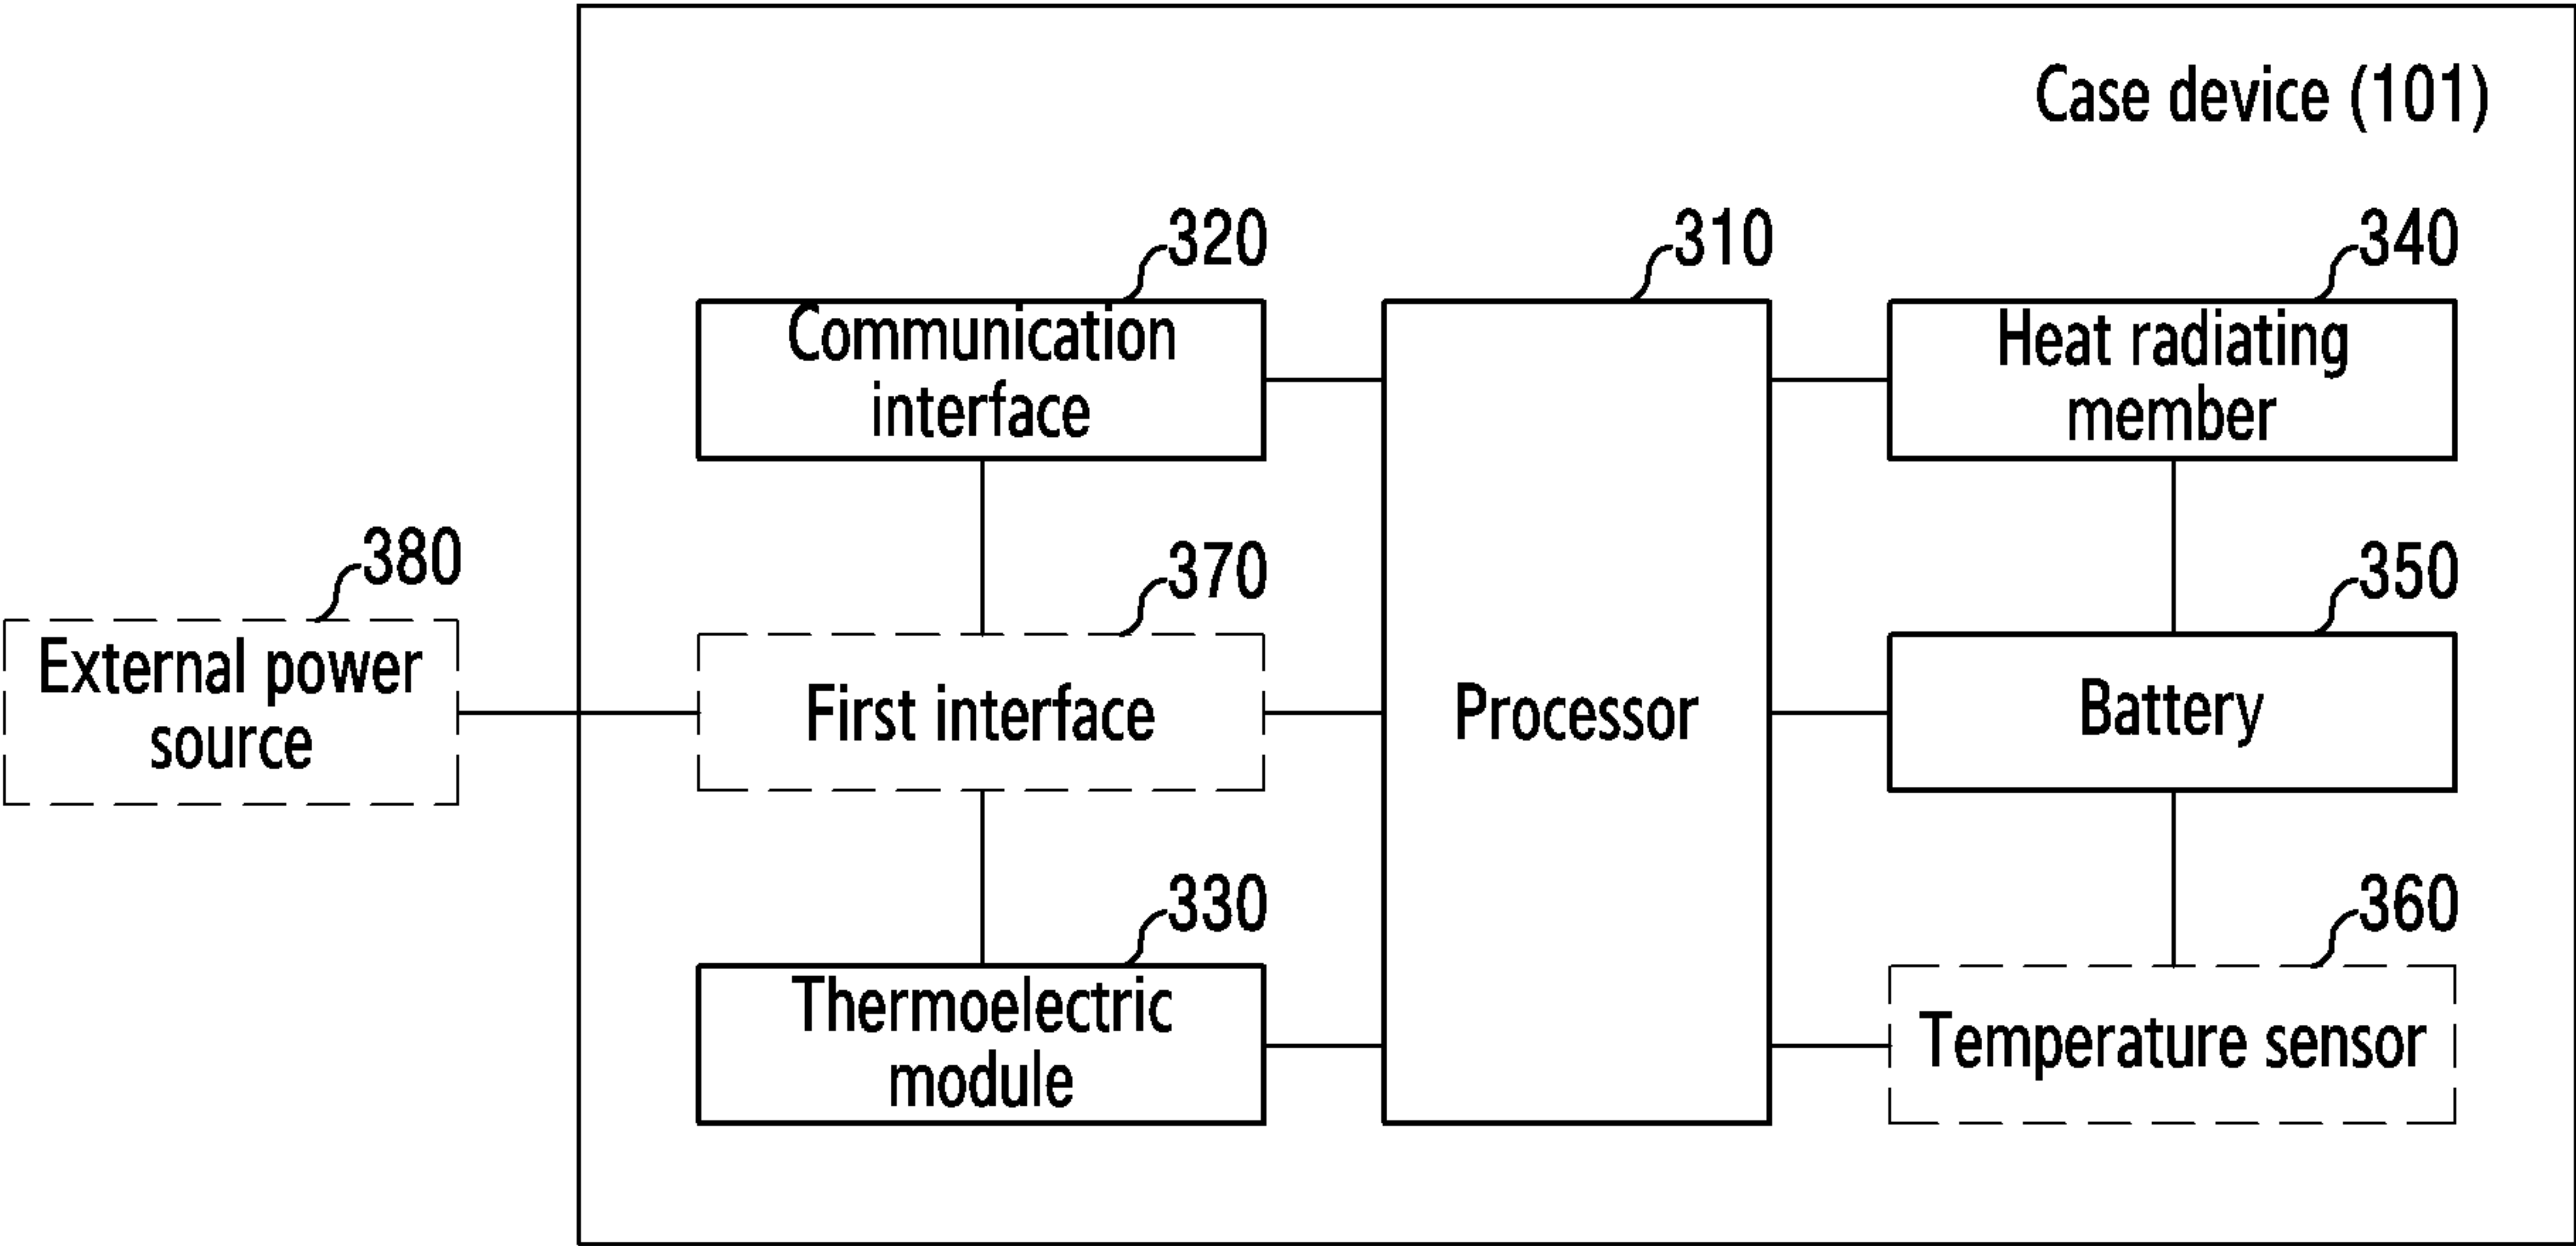 Case device (101)
320
310
340
Communication
interface
Heat radiating
member
380
370
350
External power
source
First interface
Processor
Battery
330
360
Thermoelectric
module
Temperature sensor